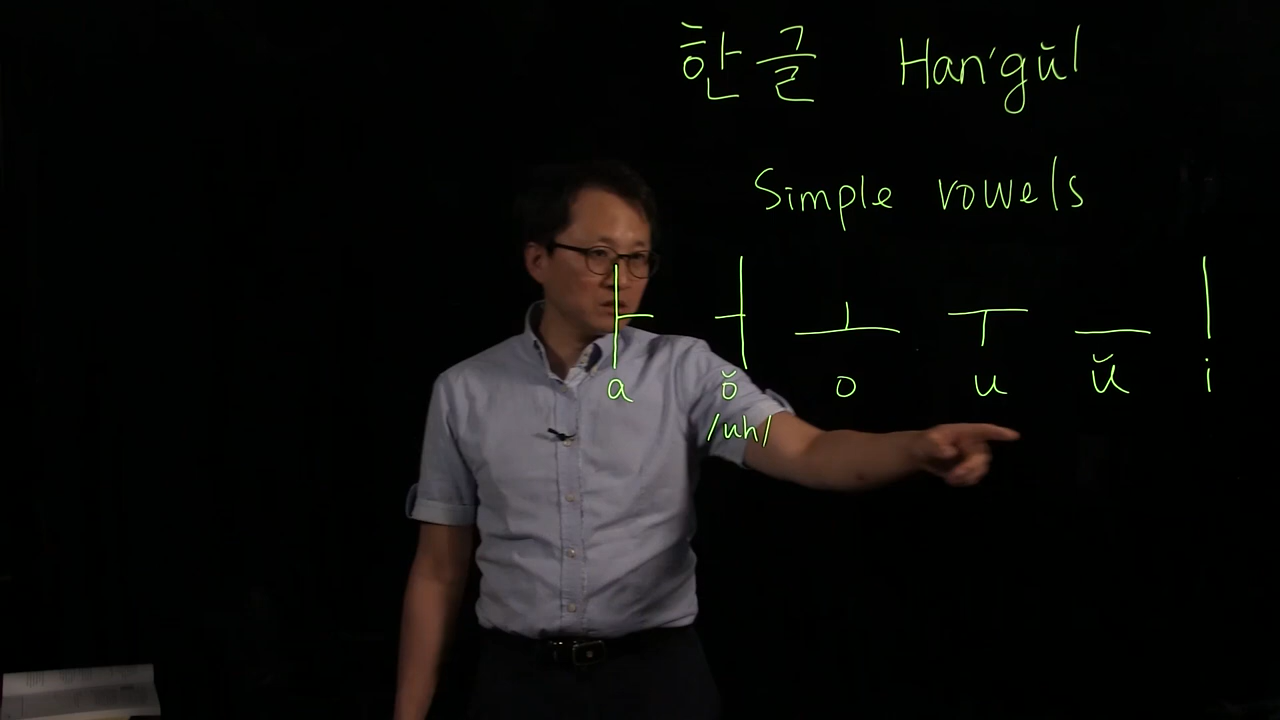 한글 Han'gŭl
Simple vowels
ㅏ ㅓ ㅗ ㅜ ㅡ ㅣ
a ŏ o u ŭ i
/uh/